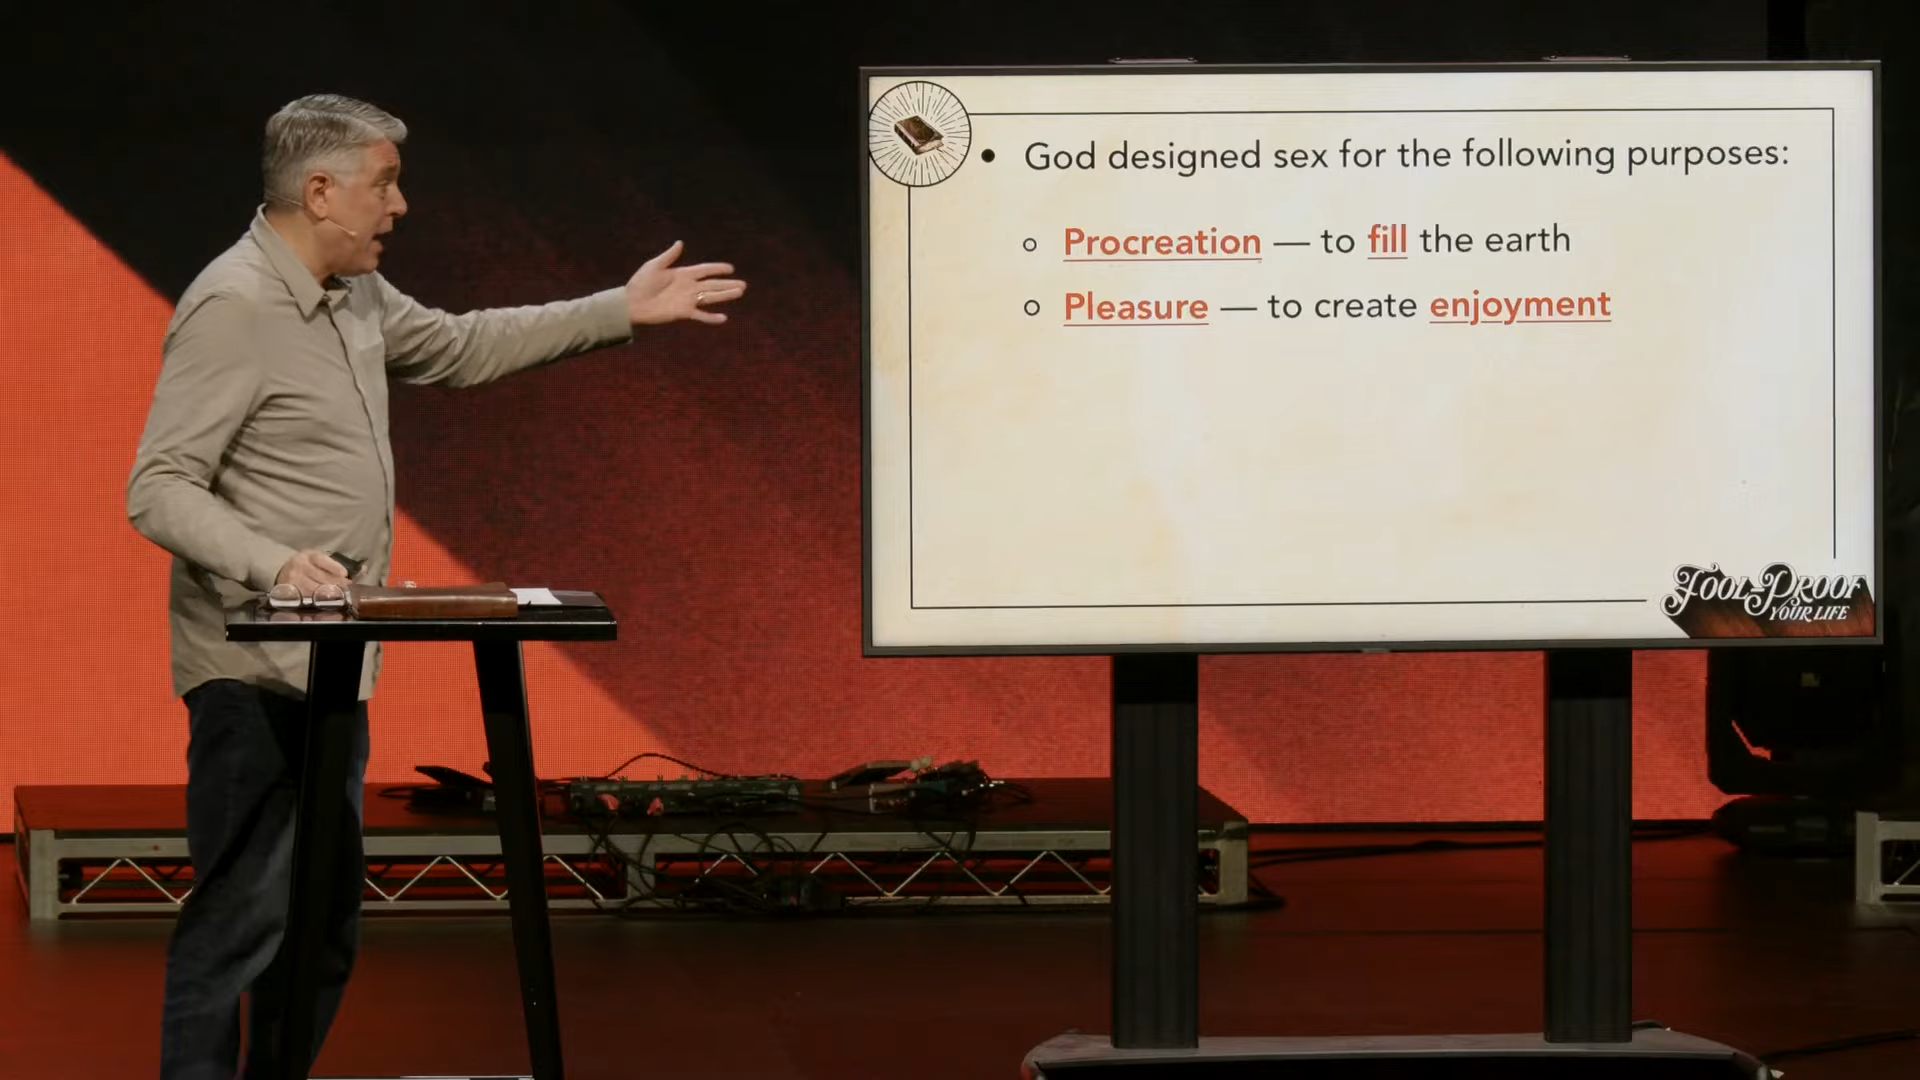 • God designed sex for the following purposes:
○ Procreation — to fill the earth
○ Pleasure — to create enjoyment
FOOL-PROOF
YOUR LIFE